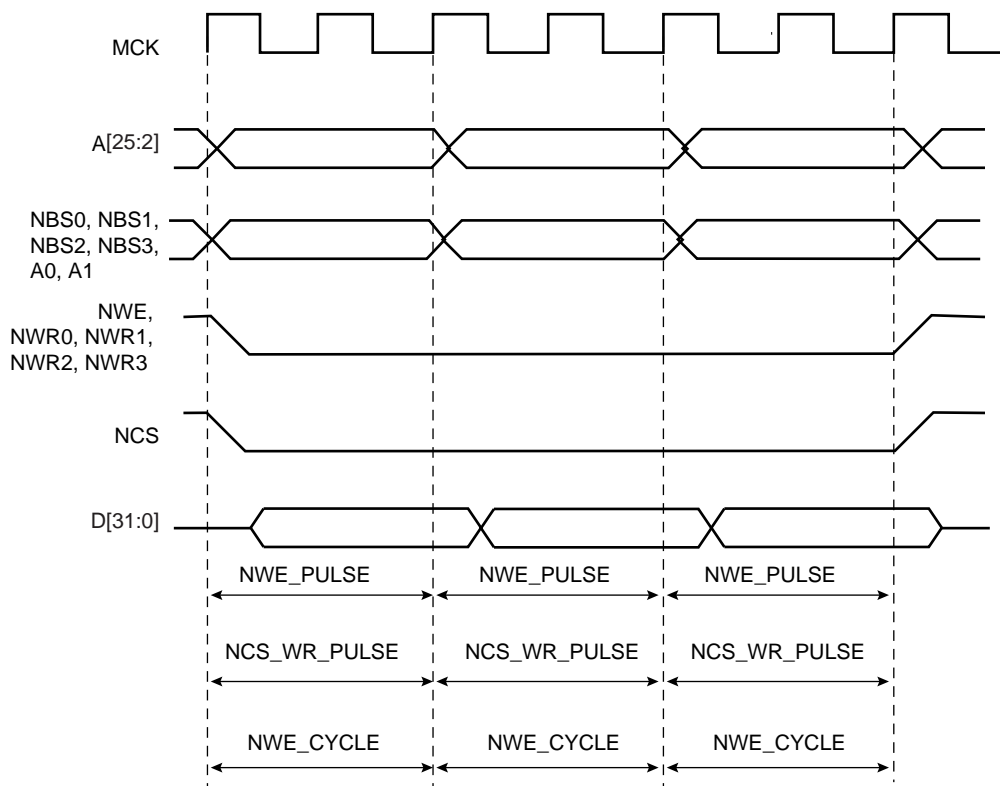 MCK
A[25:2]
NBS0, NBS1,
NBS2, NBS3,
A0, A1
NWE,
NWR0, NWR1,
NWR2, NWR3
NCS
D[31:0]
NWE_PULSE NWE_PULSE NWE_PULSE
NCS_WR_PULSE NCS_WR_PULSE NCS_WR_PULSE
NWE_CYCLE NWE_CYCLE NWE_CYCLE